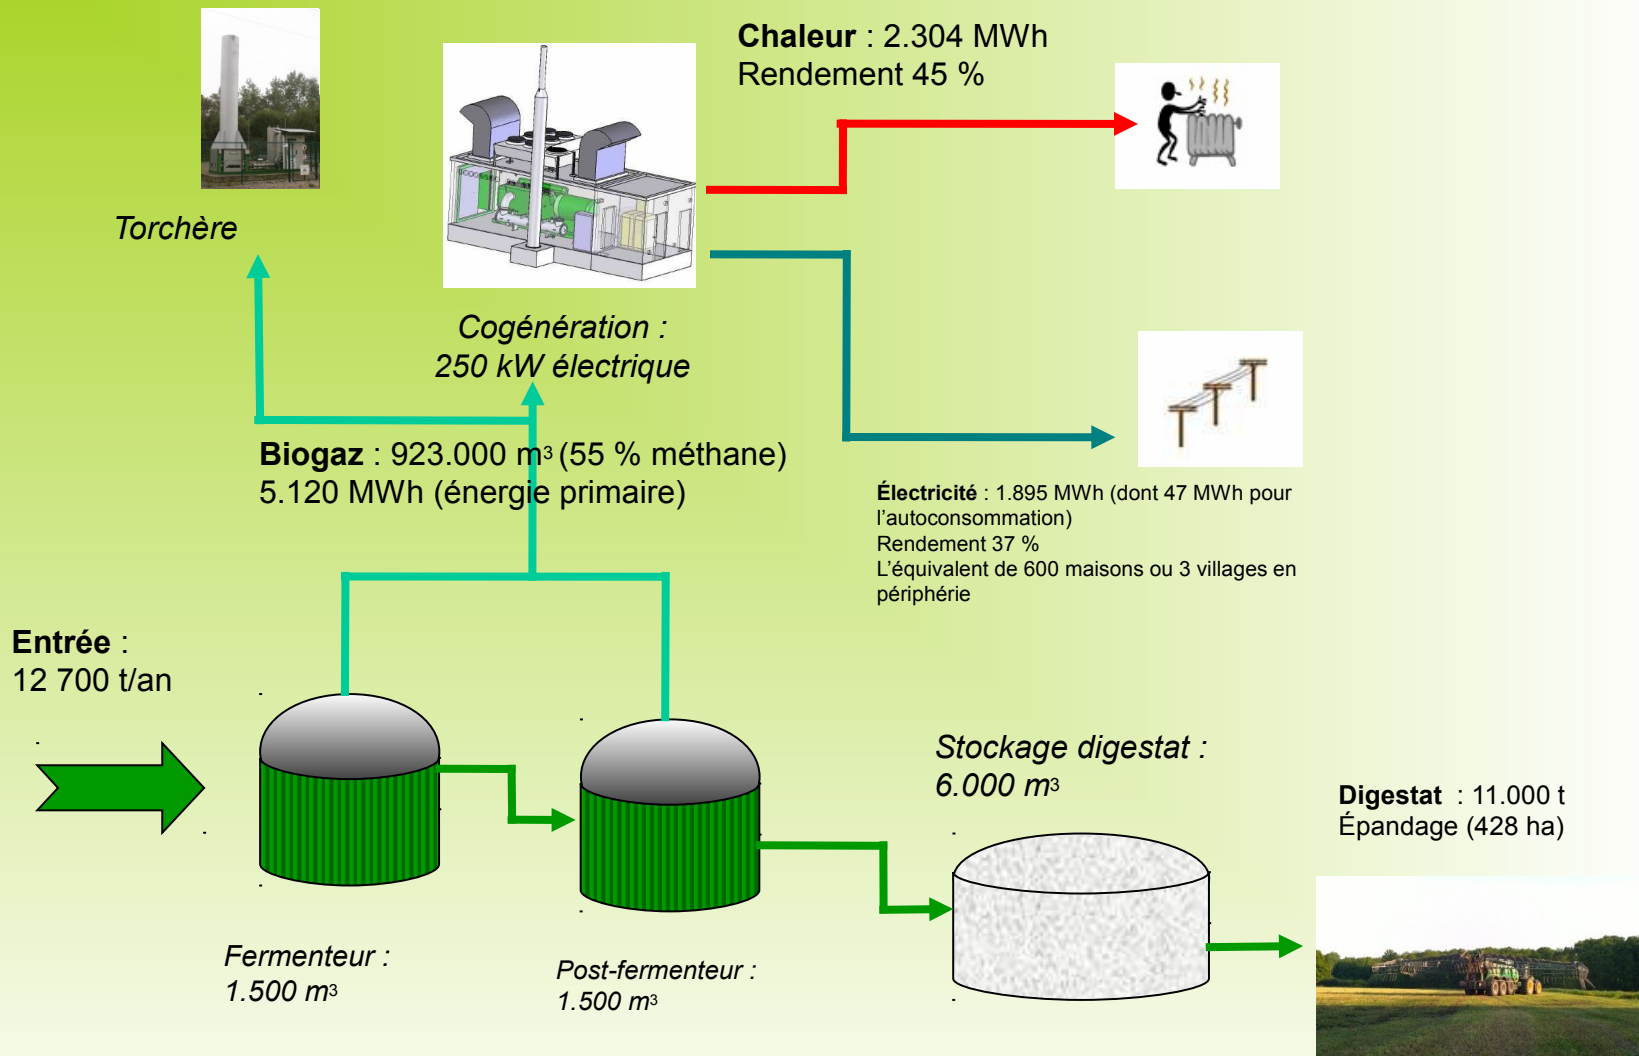 Chaleur : 2.304 MWh
Rendement 45 %
Torchère
Cogénération :
250 kW électrique
Biogaz : 923.000 m³ (55 % méthane)
5.120 MWh (énergie primaire)
Électricité : 1.895 MWh (dont 47 MWh pour
l’autoconsommation)
Rendement 37 %
L’équivalent de 600 maisons ou 3 villages en
périphérie
Entrée :
12 700 t/an
Stockage digestat :
6.000 m³
Digestat : 11.000 t
Épandage (428 ha)
Fermenteur :
1.500 m³
Post-fermenteur :
1.500 m³